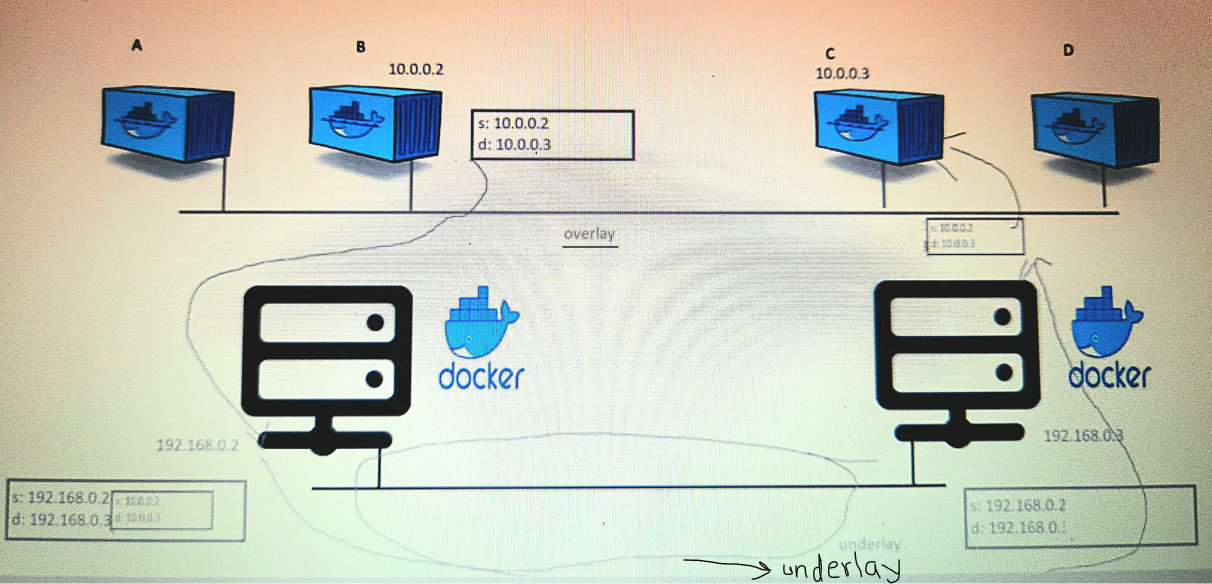 A
B
C
D
10.0.0.2
10.0.0.3
s: 10.0.0.2
d: 10.0.0.3
s: 10.0.0.2
d: 10.0.0.3
overlay
docker
docker
192.168.0.2
192.168.0.3
s: 192.168.0.2
d: 192.168.0.3
s: 10.0.0.2
d: 10.0.0.3
s: 192.168.0.2
d: 192.168.0.
underlay
underlay